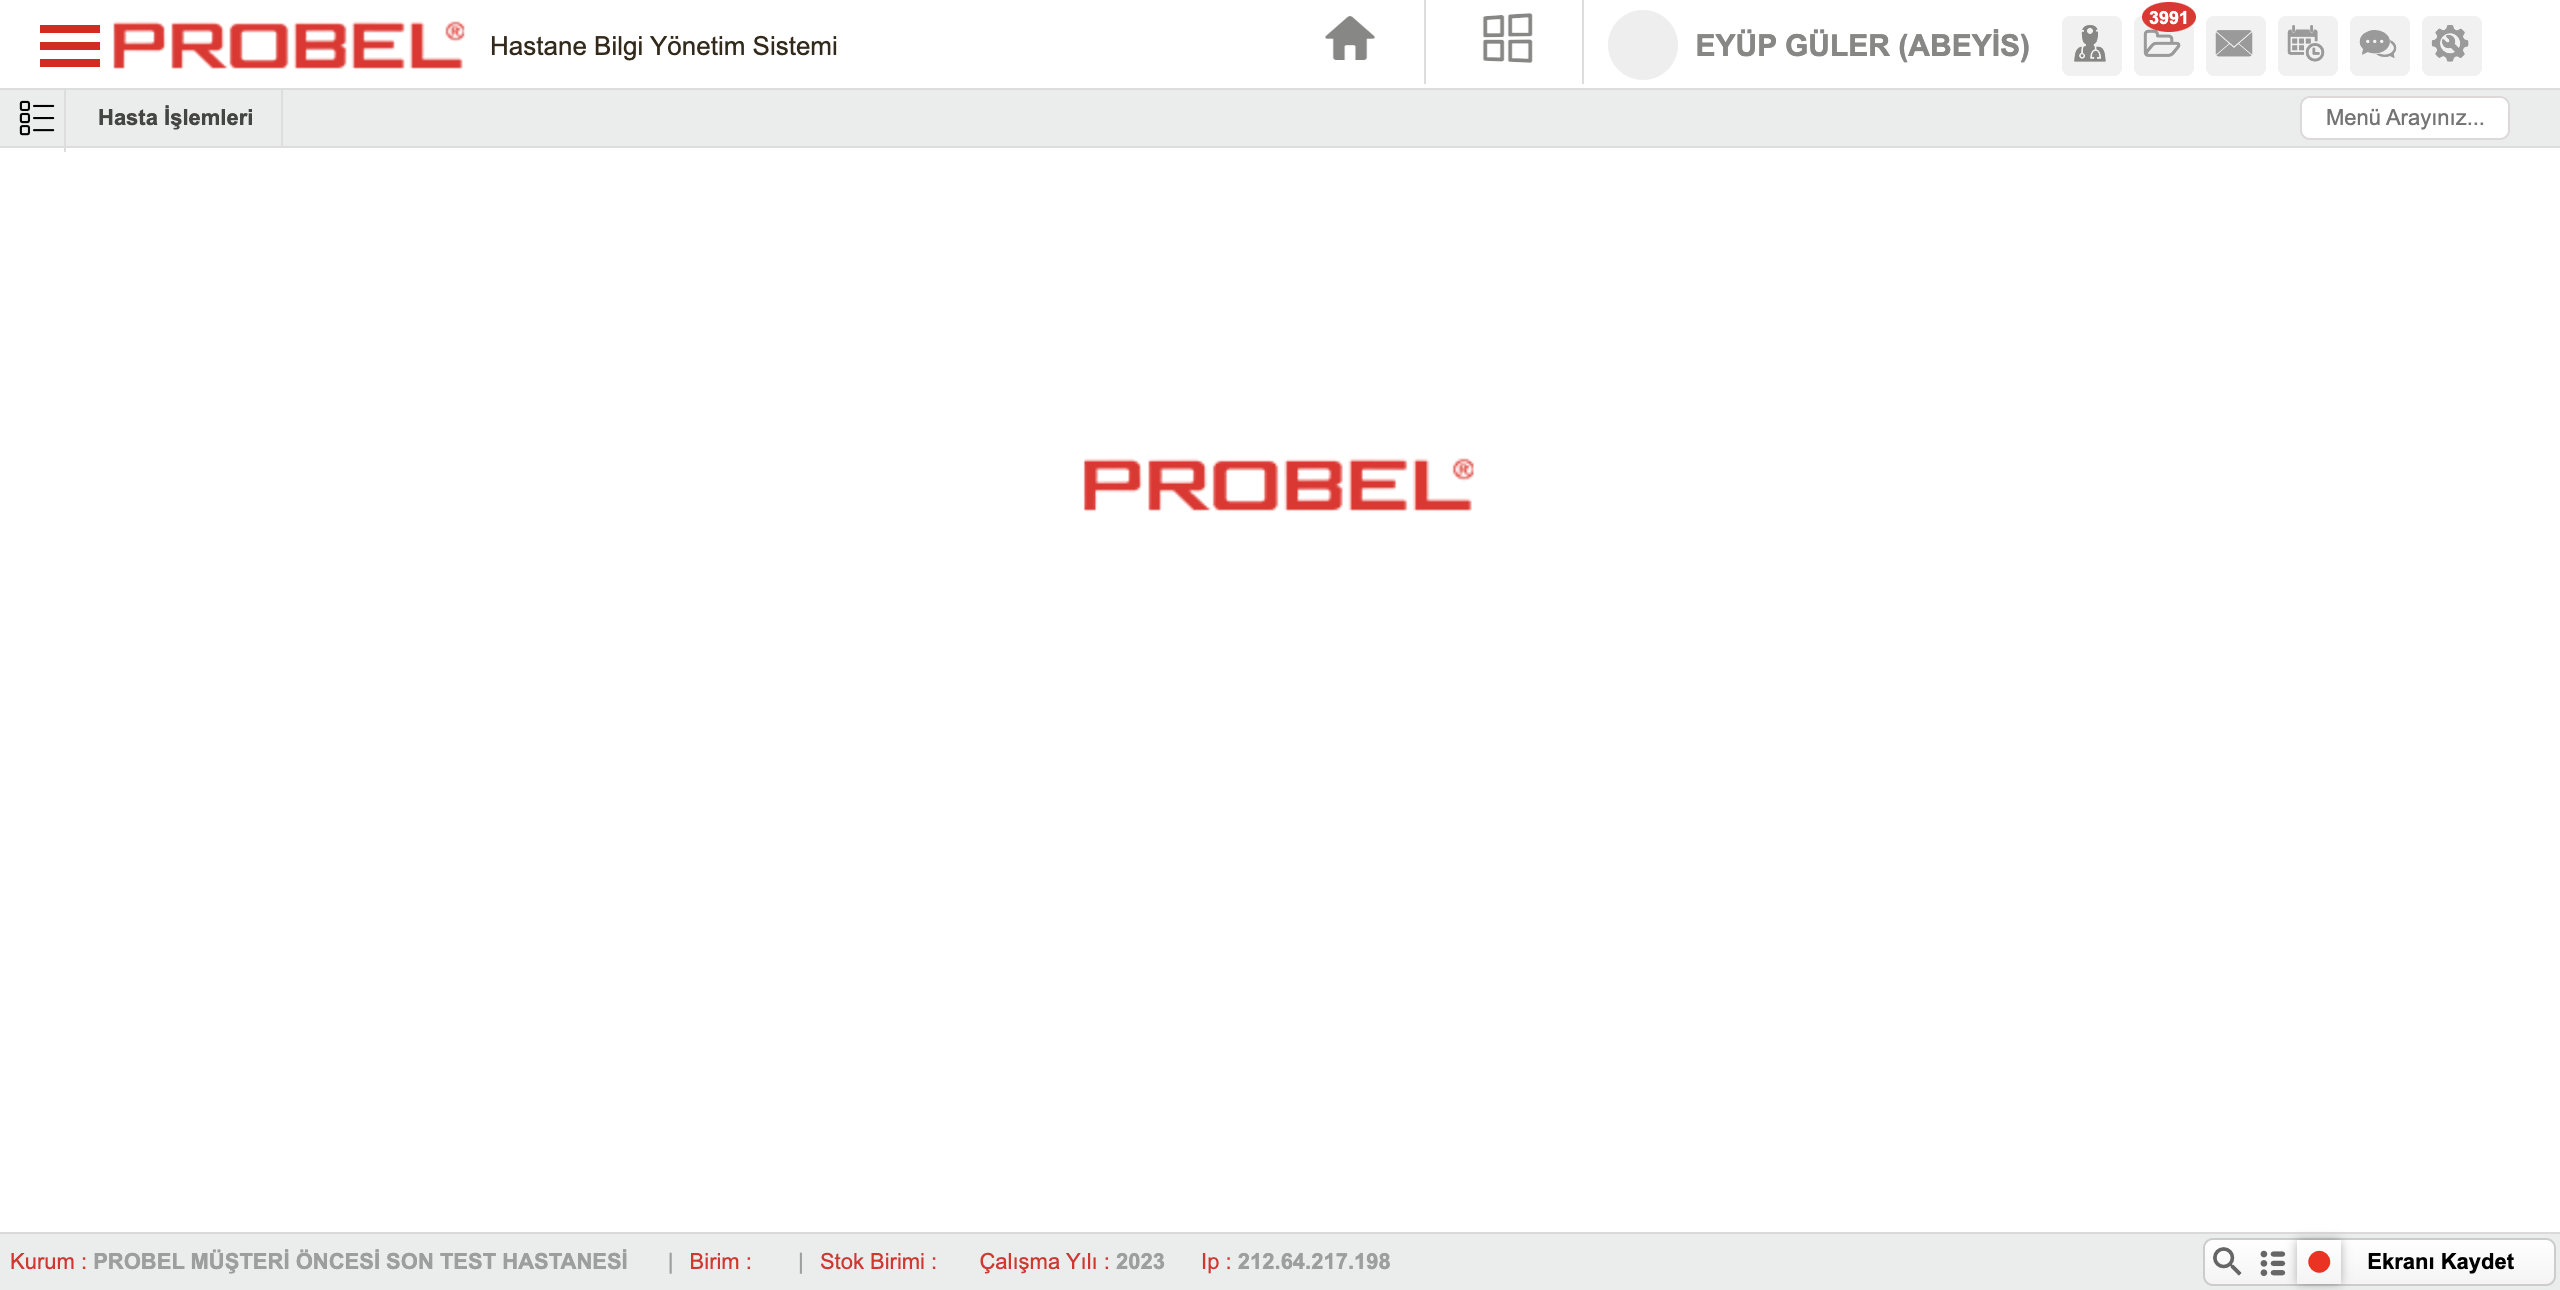 PROBEL® Hastane Bilgi Yönetim Sistemi EYÜP GÜLER (ABEYİS) 3991
Hasta İşlemleri Menü Arayınız...
PROBEL®
Kurum : PROBEL MÜŞTERİ ÖNCESİ SON TEST HASTANESİ | Birim : | Stok Birimi : Çalışma Yılı : 2023 Ip : 212.64.217.198 Ekranı Kaydet